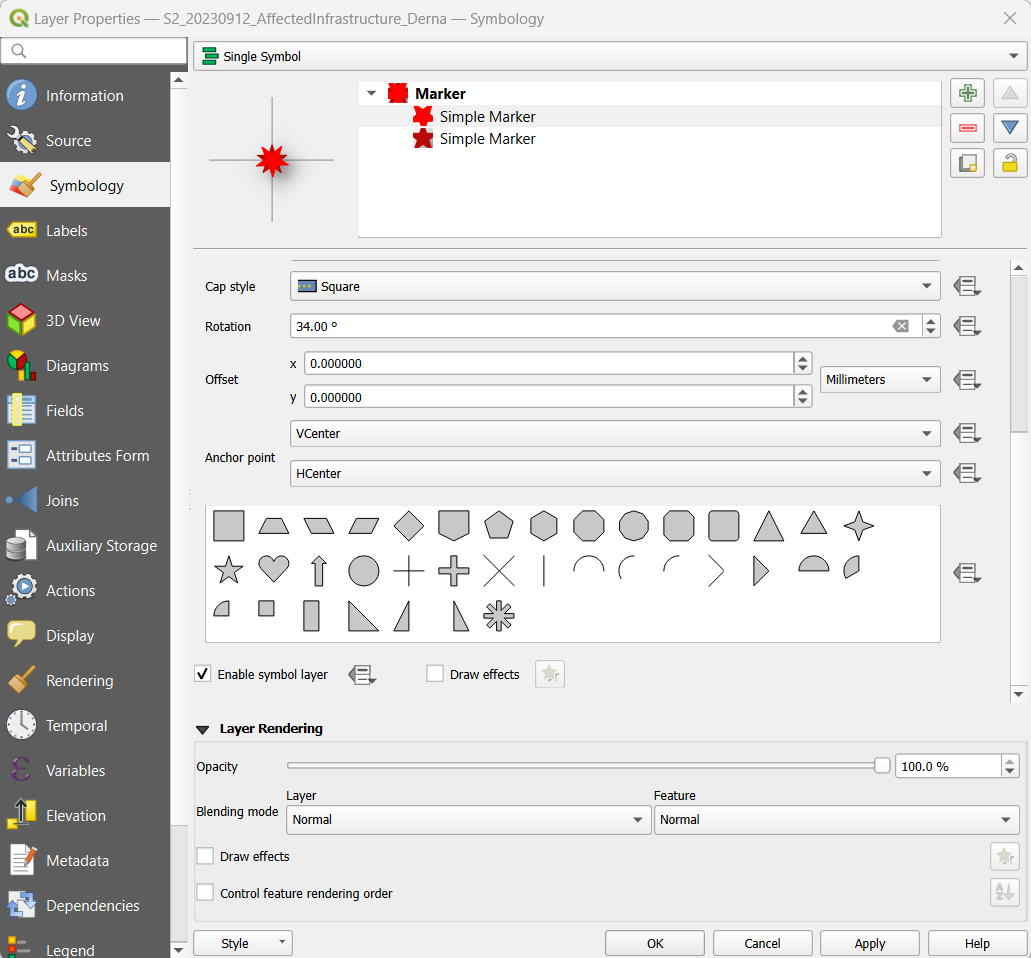 Layer Properties — S2_20230912_AffectedInfrastructure_Derna — Symbology
Information
Source
Symbology
abc Labels
abc Masks
3D View
Diagrams
Fields
Attributes Form
Joins
Auxiliary Storage
Actions
Display
Rendering
Temporal
ε Variables
Elevation
Metadata
Dependencies
Legend
Single Symbol
Marker
Simple Marker
Simple Marker
Cap style Square
Rotation 34.00 °
Offset x 0.000000
y 0.000000
Millimeters
Anchor point VCenter
HCenter
Enable symbol layer Draw effects
Layer Rendering
Opacity 100.0 %
Blending mode
Layer Feature
Normal Normal
Draw effects
Control feature rendering order
Style OK Cancel Apply Help